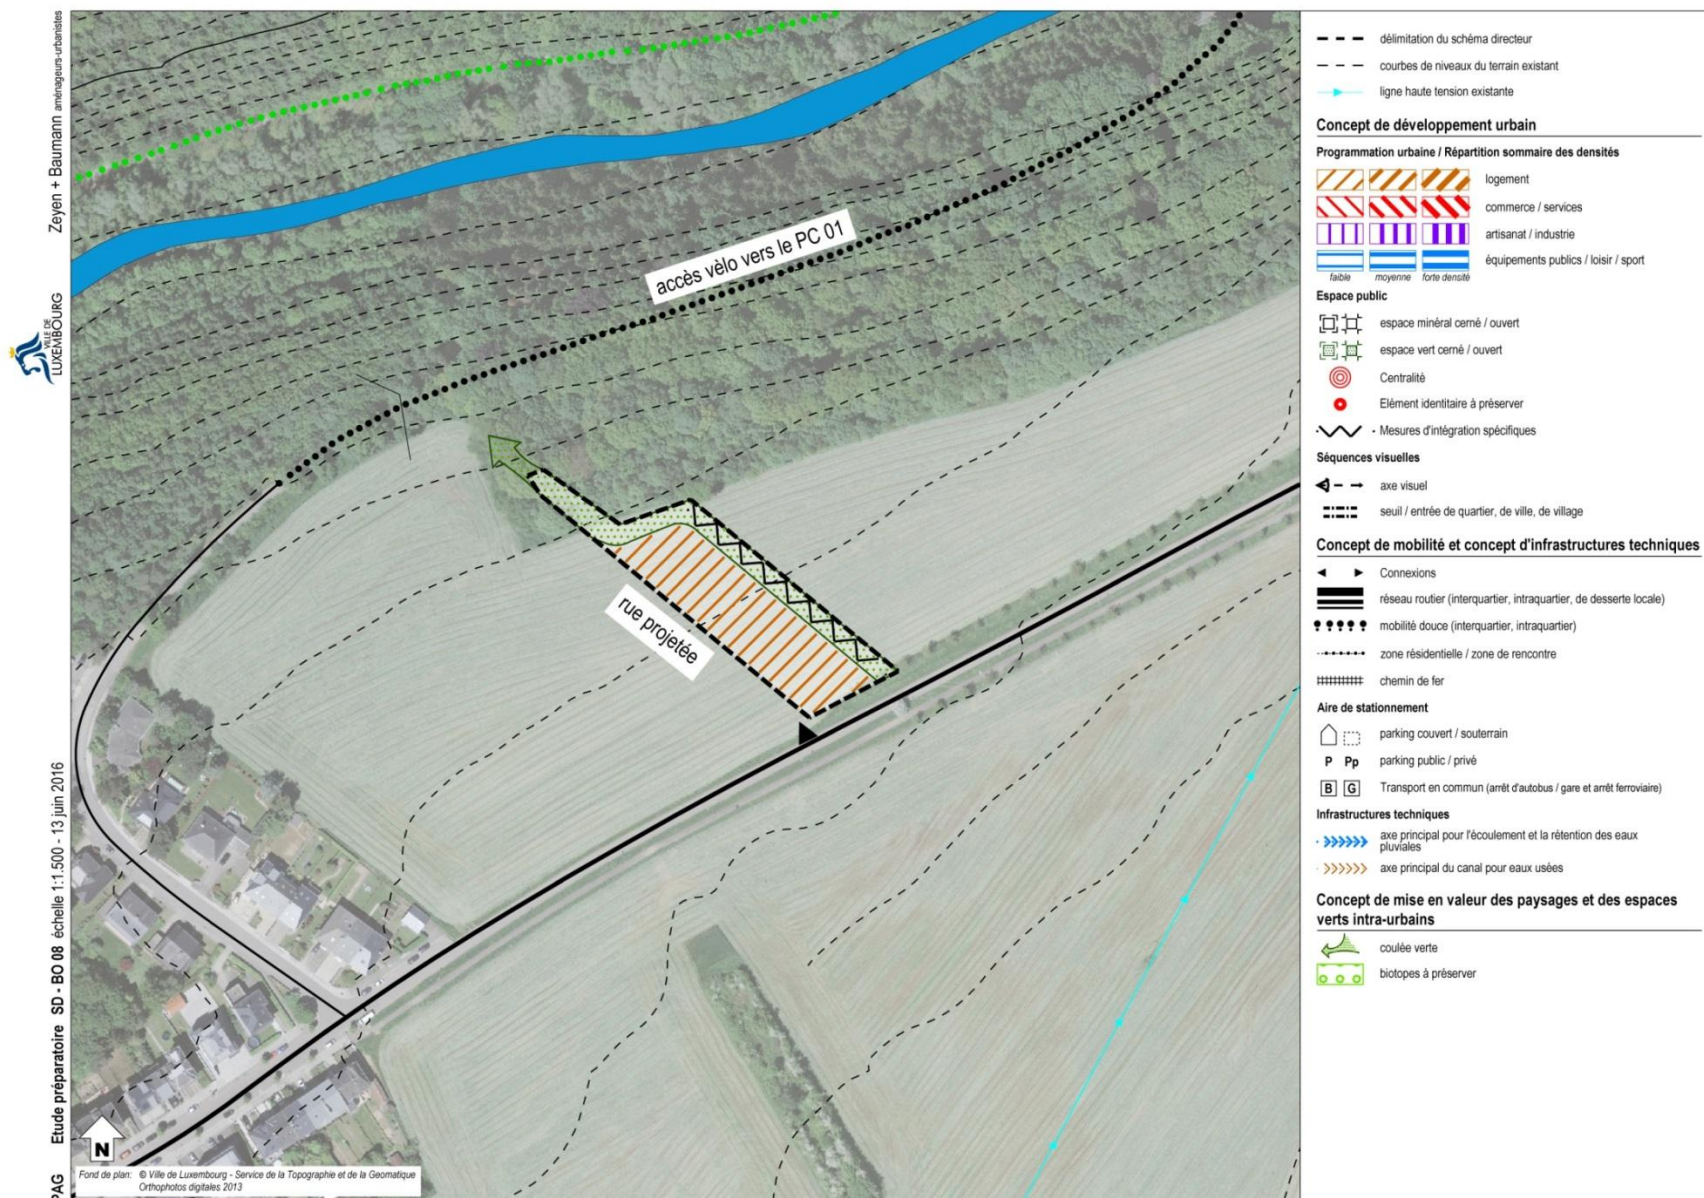 Zeyen + Baumann aménageurs-urbanistes
VILLE DE
LUXEMBOURG
Etude préparatoire SD - BO 08 échelle 1:1.500 - 13 juin 2016
PAG
accès vèlo vers le PC 01
rue projetée
N
Fond de plan: © Ville de Luxembourg - Service de la Topographie et de la Geomatique
Orthophotos digitales 2013
délimitation du schéma directeur
courbes de niveaux du terrain existant
ligne haute tension existante
Concept de développement urbain
Programmation urbaine / Répartition sommaire des densités
logement
commerce / services
artisanat / industrie
équipements publics / loisir / sport
faible moyenne forte densité
Espace public
espace minéral cerné / ouvert
espace vert cerné / ouvert
Centralité
Elément identitaire à préserver
Mesures d'intégration spécifiques
Séquences visuelles
axe visuel
seuil / entrée de quartier, de ville, de village
Concept de mobilité et concept d'infrastructures techniques
Connexions
réseau routier (interquartier, intraquartier, de desserte locale)
mobilité douce (interquartier, intraquartier)
zone résidentielle / zone de rencontre
chemin de fer
Aire de stationnement
parking couvert / souterrain
P Pp parking public / privé
B G Transport en commun (arrêt d'autobus / gare et arrêt ferroviaire)
Infrastructures techniques
axe principal pour l'écoulement et la rétention des eaux
pluviales
axe principal du canal pour eaux usées
Concept de mise en valeur des paysages et des espaces
verts intra-urbains
coulée verte
biotopes à préserver